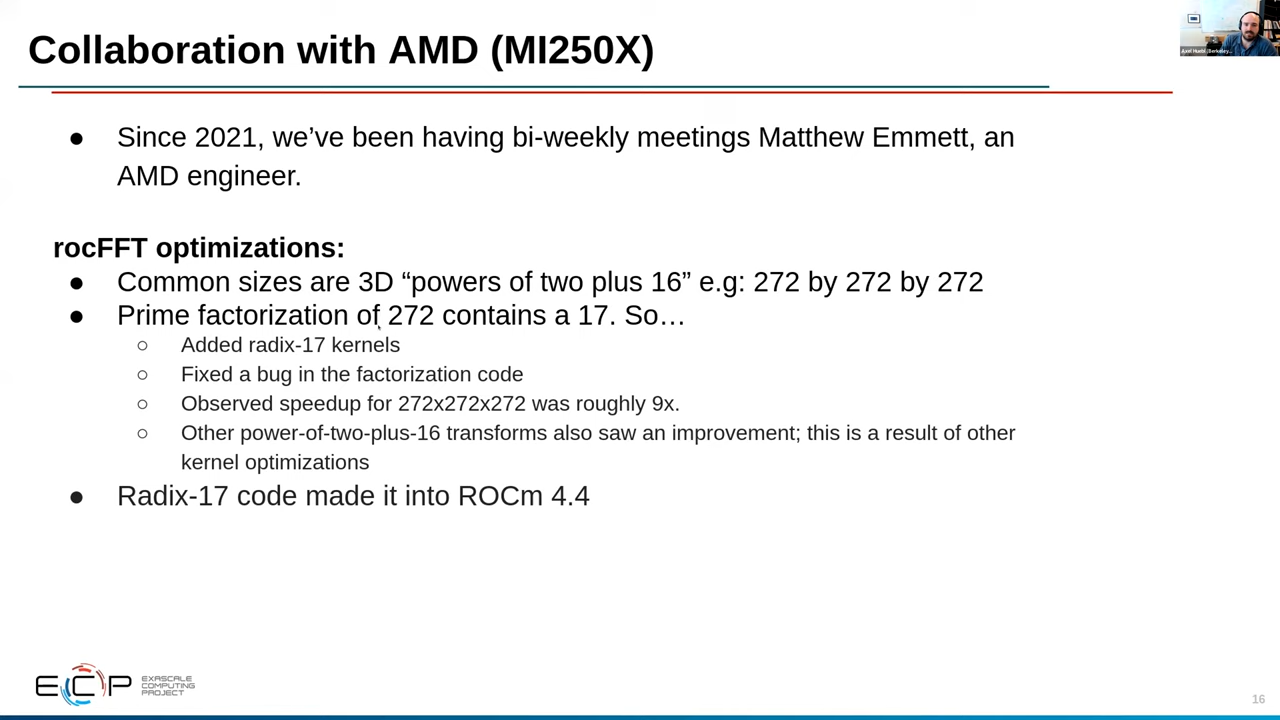 Collaboration with AMD (MI250X)
● Since 2021, we’ve been having bi-weekly meetings Matthew Emmett, an
AMD engineer.
rocFFT optimizations:
● Common sizes are 3D “powers of two plus 16” e.g: 272 by 272 by 272
● Prime factorization of 272 contains a 17. So…
○ Added radix-17 kernels
○ Fixed a bug in the factorization code
○ Observed speedup for 272x272x272 was roughly 9x.
○ Other power-of-two-plus-16 transforms also saw an improvement; this is a result of other
kernel optimizations
● Radix-17 code made it into ROCm 4.4
ECP
EXASCALE
COMPUTING
PROJECT
16